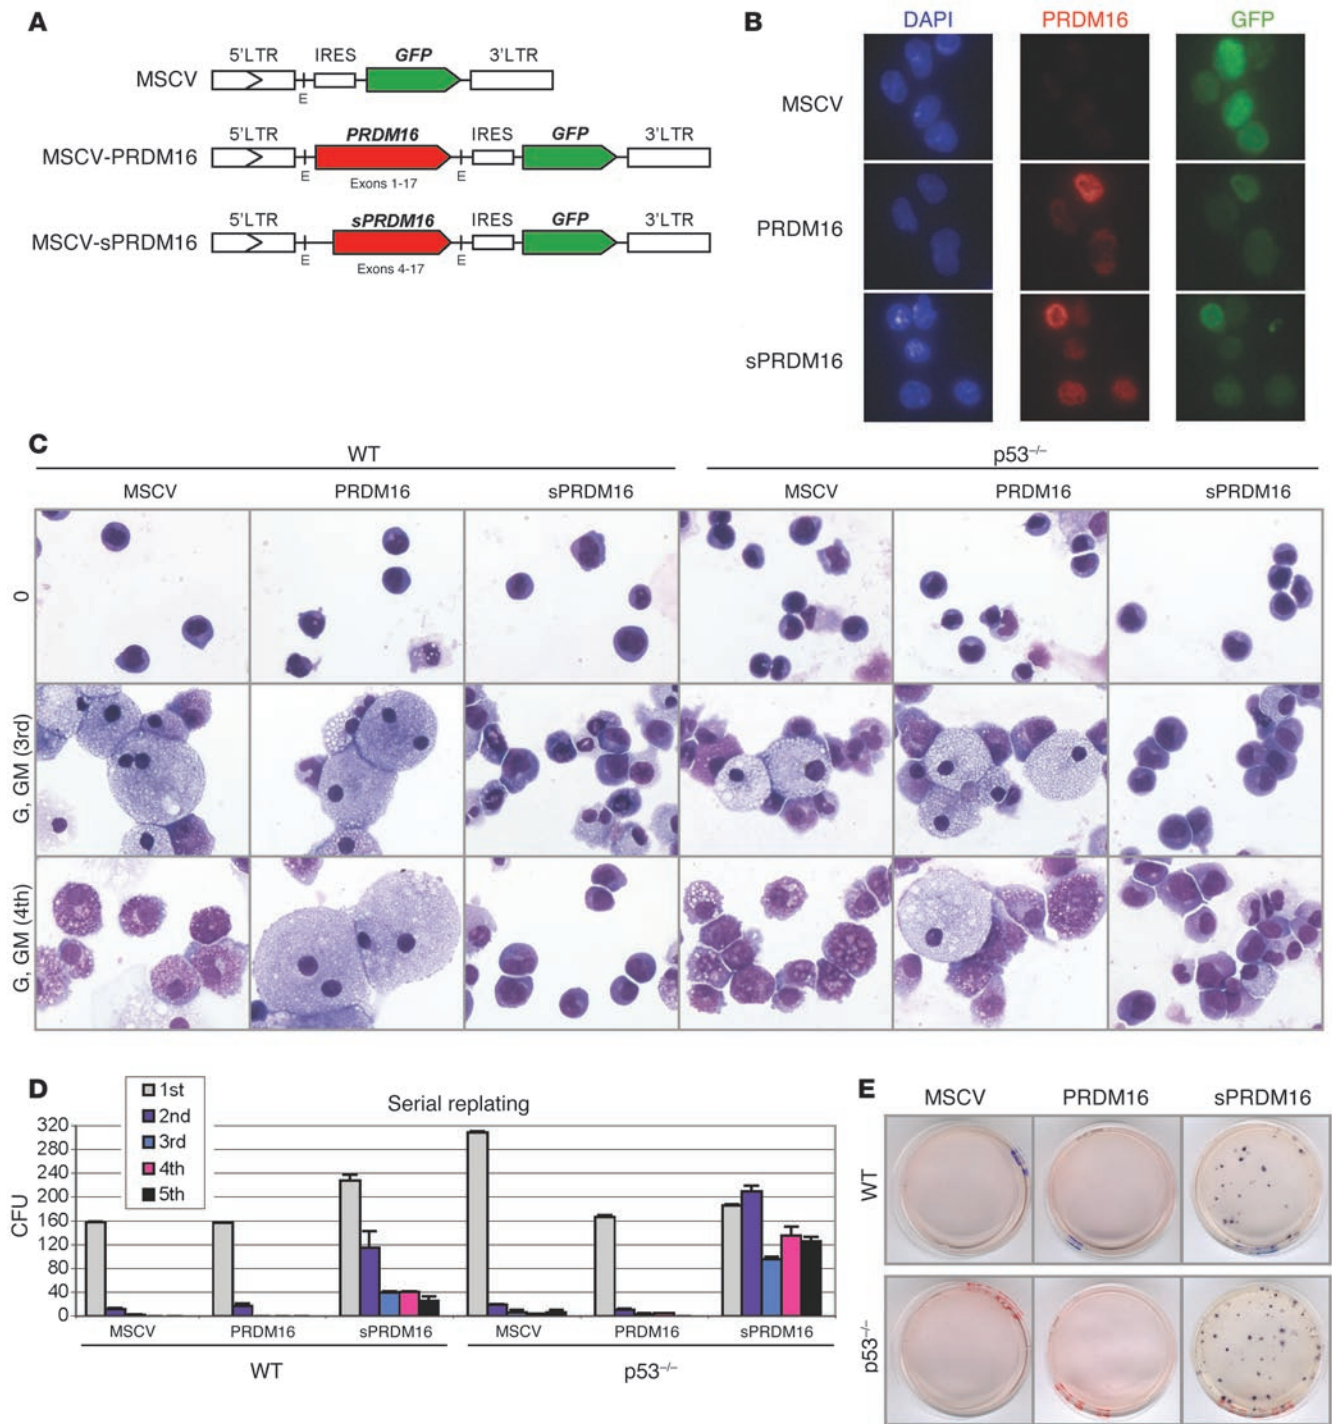 A
5'LTR IRES GFP 3'LTR
MSCV
E
5'LTR PRDM16 IRES GFP 3'LTR
MSCV-PRDM16
E Exons 1-17 E
5'LTR sPRDM16 IRES GFP 3'LTR
MSCV-sPRDM16
E Exons 4-17 E
B
DAPI PRDM16 GFP
MSCV
PRDM16
sPRDM16
C
WT p53⁻/⁻
MSCV PRDM16 sPRDM16 MSCV PRDM16 sPRDM16
0
G, GM (3rd)
G, GM (4th)
D
1st
2nd
3rd
4th
5th
Serial replating
CFU
320
280
240
200
160
120
80
40
0
MSCV PRDM16 sPRDM16 MSCV PRDM16 sPRDM16
WT p53⁻/⁻
E
MSCV PRDM16 sPRDM16
WT
p53⁻/⁻